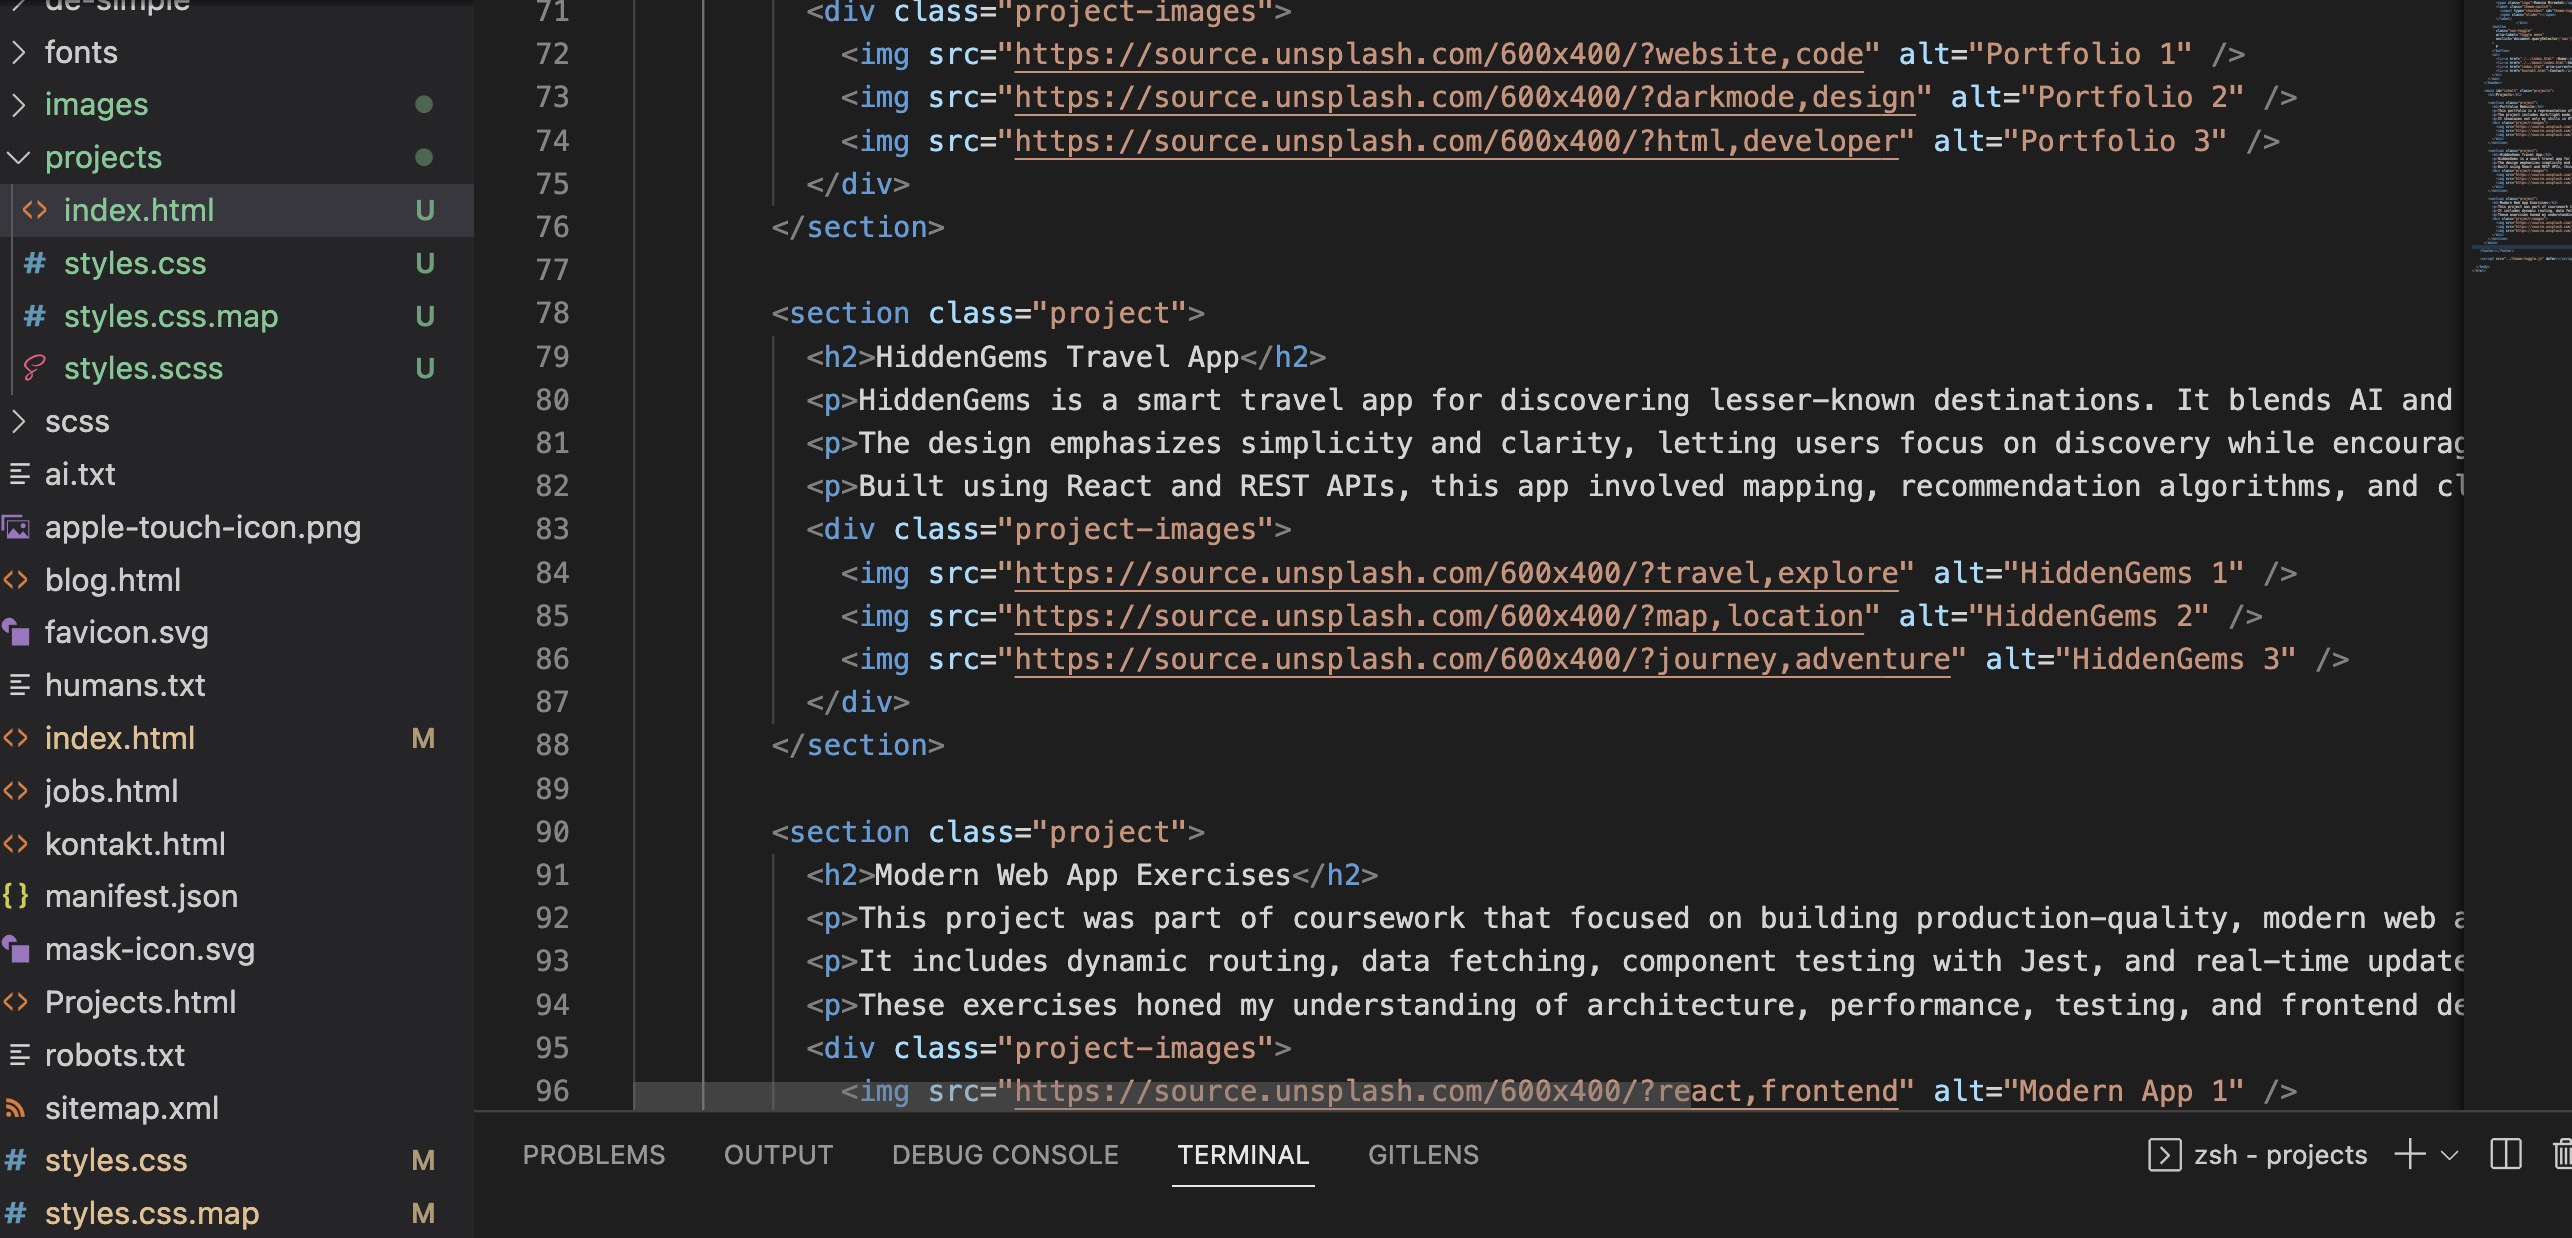 de-simple
fonts
images
projects
index.html U
styles.css U
styles.css.map U
styles.scss U
scss
ai.txt
apple-touch-icon.png
blog.html
favicon.svg
humans.txt
index.html M
jobs.html
kontakt.html
manifest.json
mask-icon.svg
Projects.html
robots.txt
sitemap.xml
styles.css M
styles.css.map M
71 <div class="project-images">
72 <img src="https://source.unsplash.com/600x400/?website,code" alt="Portfolio 1" />
73 <img src="https://source.unsplash.com/600x400/?darkmode,design" alt="Portfolio 2" />
74 <img src="https://source.unsplash.com/600x400/?html,developer" alt="Portfolio 3" />
75 </div>
76 </section>
77
78 <section class="project">
79 <h2>HiddenGems Travel App</h2>
80 <p>HiddenGems is a smart travel app for discovering lesser-known destinations. It blends AI and
81 <p>The design emphasizes simplicity and clarity, letting users focus on discovery while encourag
82 <p>Built using React and REST APIs, this app involved mapping, recommendation algorithms, and cl
83 <div class="project-images">
84 <img src="https://source.unsplash.com/600x400/?travel,explore" alt="HiddenGems 1" />
85 <img src="https://source.unsplash.com/600x400/?map,location" alt="HiddenGems 2" />
86 <img src="https://source.unsplash.com/600x400/?journey,adventure" alt="HiddenGems 3" />
87 </div>
88 </section>
89
90 <section class="project">
91 <h2>Modern Web App Exercises</h2>
92 <p>This project was part of coursework that focused on building production-quality, modern web a
93 <p>It includes dynamic routing, data fetching, component testing with Jest, and real-time update
94 <p>These exercises honed my understanding of architecture, performance, testing, and frontend de
95 <div class="project-images">
96 <img src="https://source.unsplash.com/600x400/?react,frontend" alt="Modern App 1" />
PROBLEMS OUTPUT DEBUG CONSOLE TERMINAL GITLENS
zsh - projects